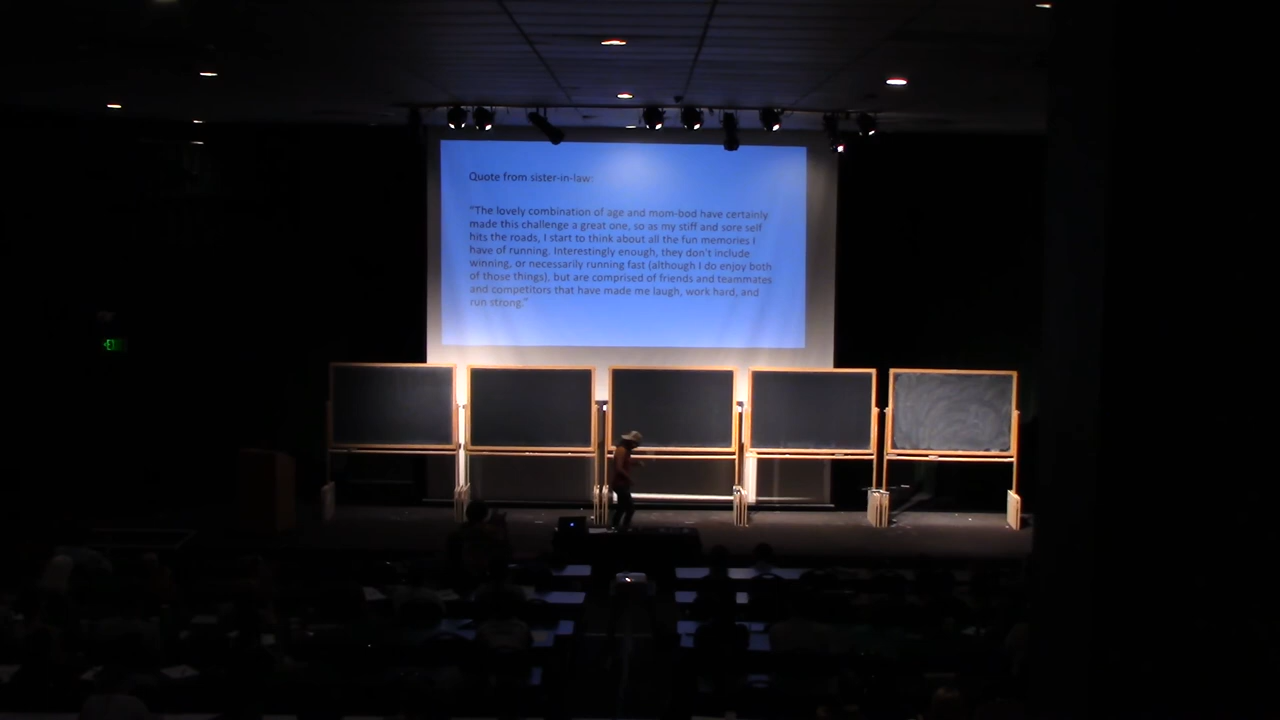 Quote from sister-in-law:
"The lovely combination of age and mom-bod have certainly
made this challenge a great one, so as my stiff and sore self
hits the roads, I start to think about all the fun memories I
have of running. Interestingly enough, they don't include
winning, or necessarily running fast (although I do enjoy both
of those things), but are comprised of friends and teammates
and competitors that have made me laugh, work hard, and
run strong."